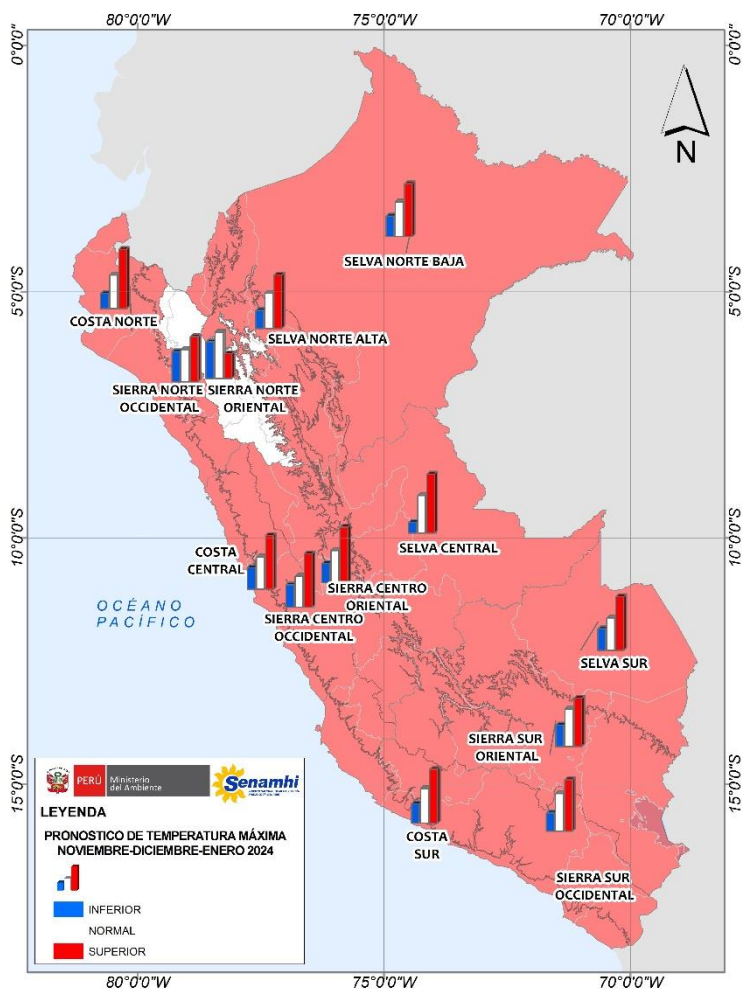 80°0'0"W
75°0'0"W
70°0'0"W
0°0'0"
0°0'0"
N
SELVA NORTE BAJA
5°0'0"S
5°0'0"S
COSTA NORTE
SELVA NORTE ALTA
SIERRA NORTE
OCCIDENTAL
SIERRA NORTE
ORIENTAL
10°0'0"S
10°0'0"S
SELVA CENTRAL
COSTA
CENTRAL
SIERRA CENTRO
ORIENTAL
SIERRA CENTRO
OCCIDENTAL
OCÉANO
PACÍFICO
SELVA SUR
SIERRA SUR
ORIENTAL
15°0'0"S
15°0'0"S
COSTA
SUR
SIERRA SUR
OCCIDENTAL
PERÚ
Ministerio
del Ambiente
Senamhi
LEYENDA
PRONOSTICO DE TEMPERATURA MÁXIMA
NOVIEMBRE-DICIEMBRE-ENERO 2024
INFERIOR
NORMAL
SUPERIOR
80°0'0"W
75°0'0"W
70°0'0"W